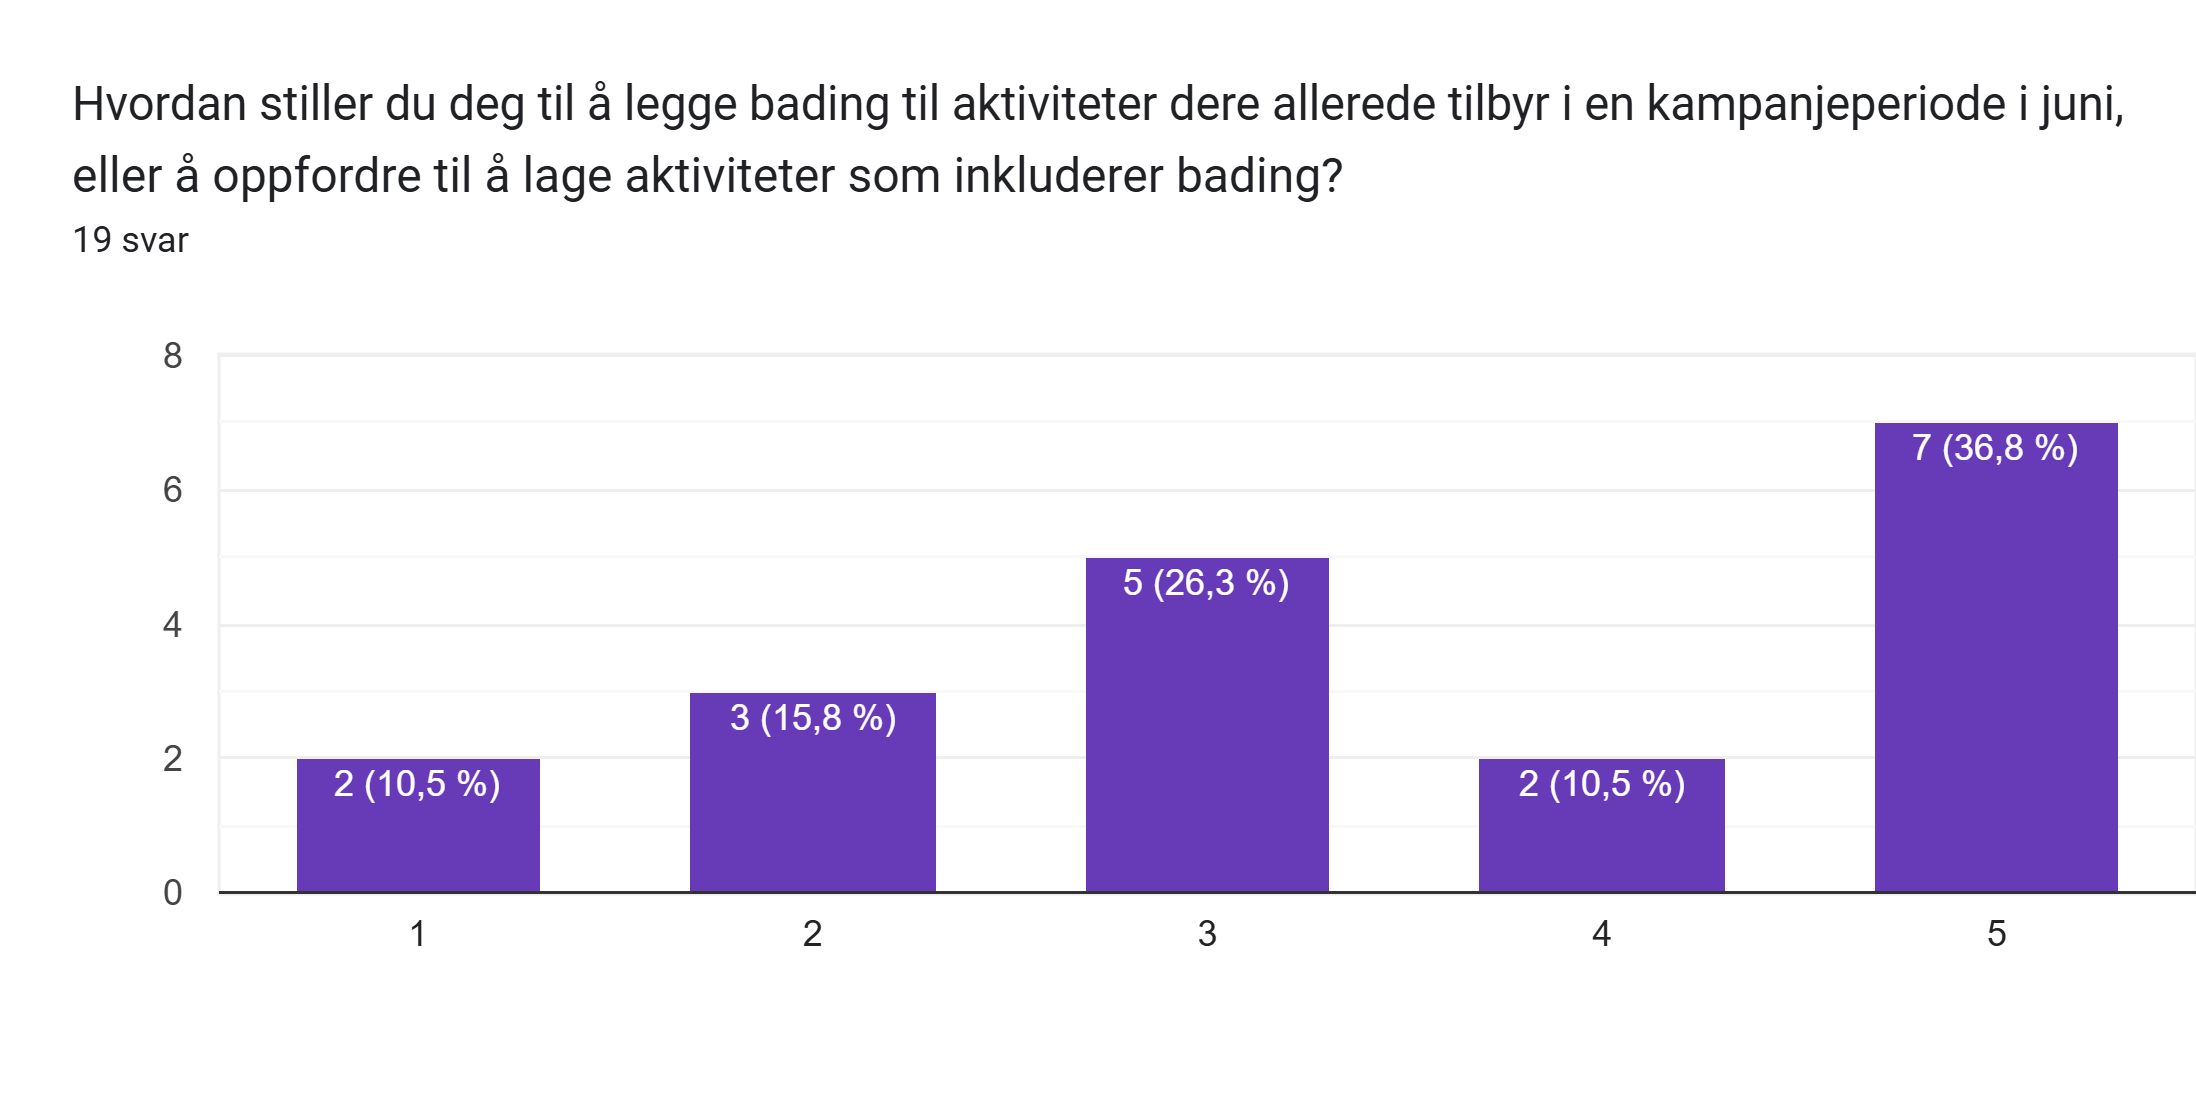 Hvordan stiller du deg til å legge bading til aktiviteter dere allerede tilbyr i en kampanjeperiode i juni,
eller å oppfordre til å lage aktiviteter som inkluderer bading?
19 svar
8
6
4
2
0
2 (10,5 %)
3 (15,8 %)
5 (26,3 %)
2 (10,5 %)
7 (36,8 %)
1 2 3 4 5